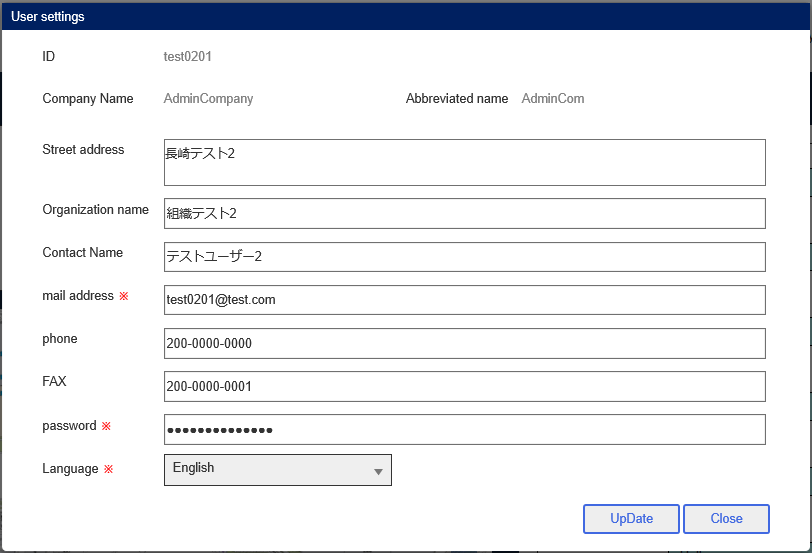 User settings
ID test0201
Company Name AdminCompany Abbreviated name AdminCom
Street address 長崎テスト2
Organization name 組織テスト2
Contact Name テストユーザー2
mail address ※ test0201@test.com
phone 200-0000-0000
FAX 200-0000-0001
password ※ ●●●●●●●●●●●●●●
Language ※ English
UpDate Close